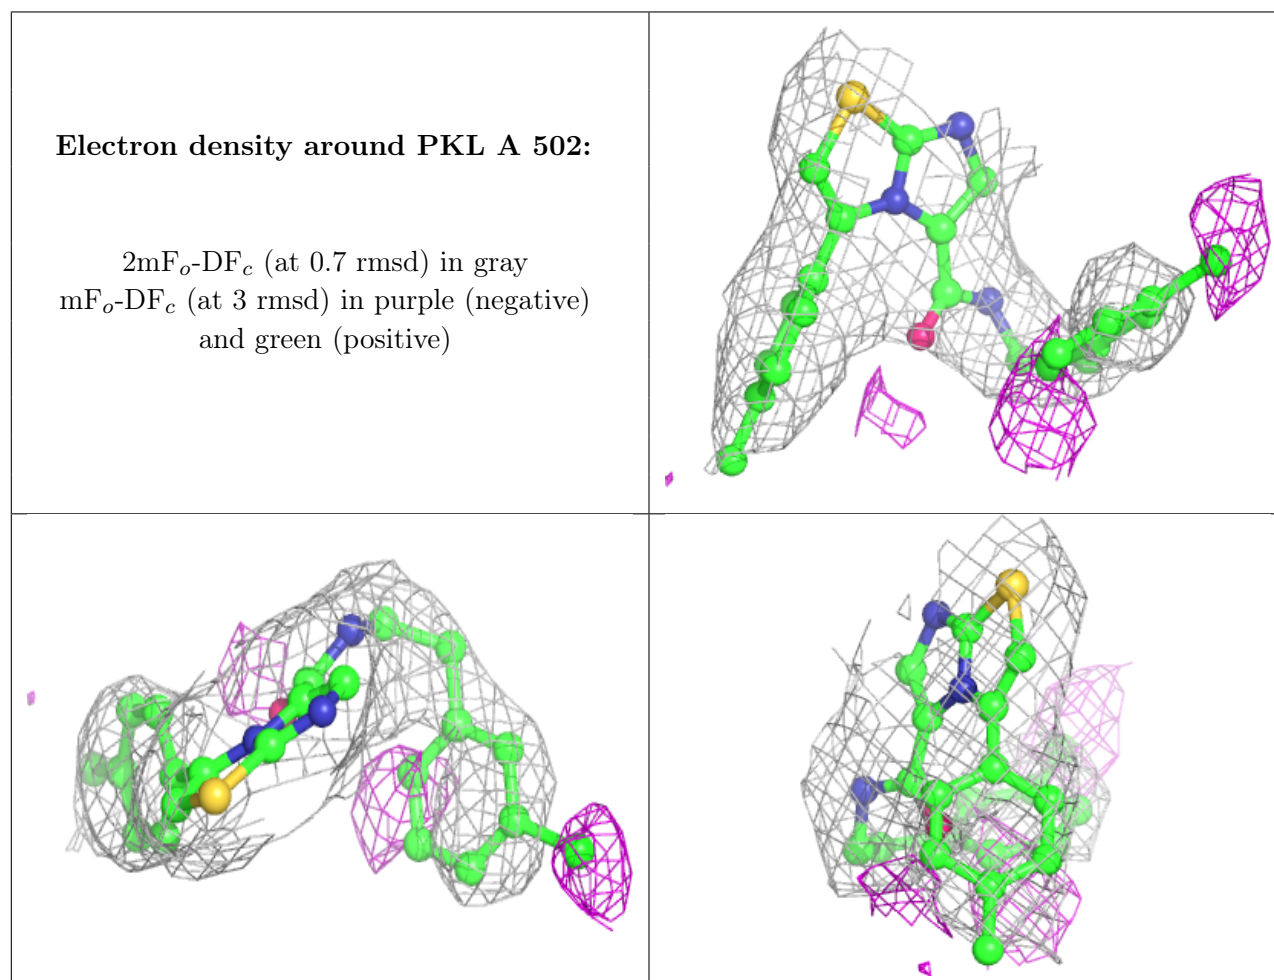 Electron density around PKL A 502:
2mFo-DFc (at 0.7 rmsd) in gray
mFo-DFc (at 3 rmsd) in purple (negative)
and green (positive)